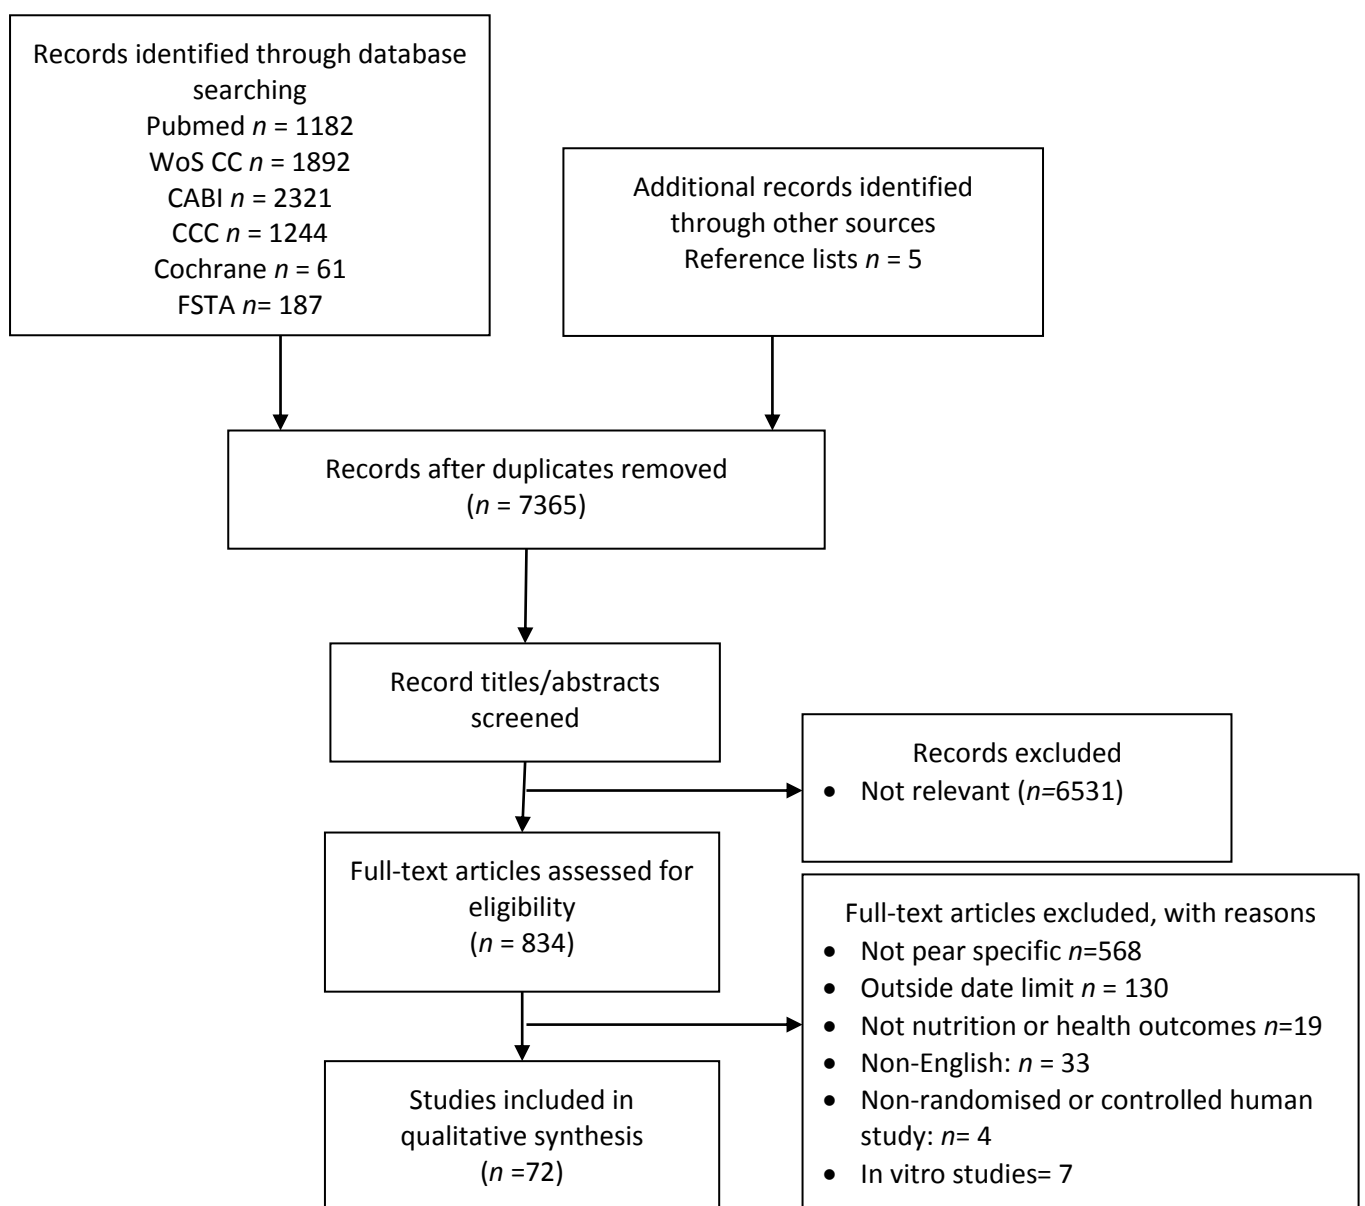 Records identified through database
searching
Pubmed n = 1182
WoS CC n = 1892
CABI n = 2321
CCC n = 1244
Cochrane n = 61
FSTA n= 187
Additional records identified
through other sources
Reference lists n = 5
Records after duplicates removed
(n = 7365)
Record titles/abstracts
screened
Records excluded
• Not relevant (n=6531)
Full-text articles assessed for
eligibility
(n = 834)
Full-text articles excluded, with reasons
• Not pear specific n=568
• Outside date limit n = 130
• Not nutrition or health outcomes n=19
• Non-English: n = 33
• Non-randomised or controlled human
study: n= 4
• In vitro studies= 7
Studies included in
qualitative synthesis
(n =72)